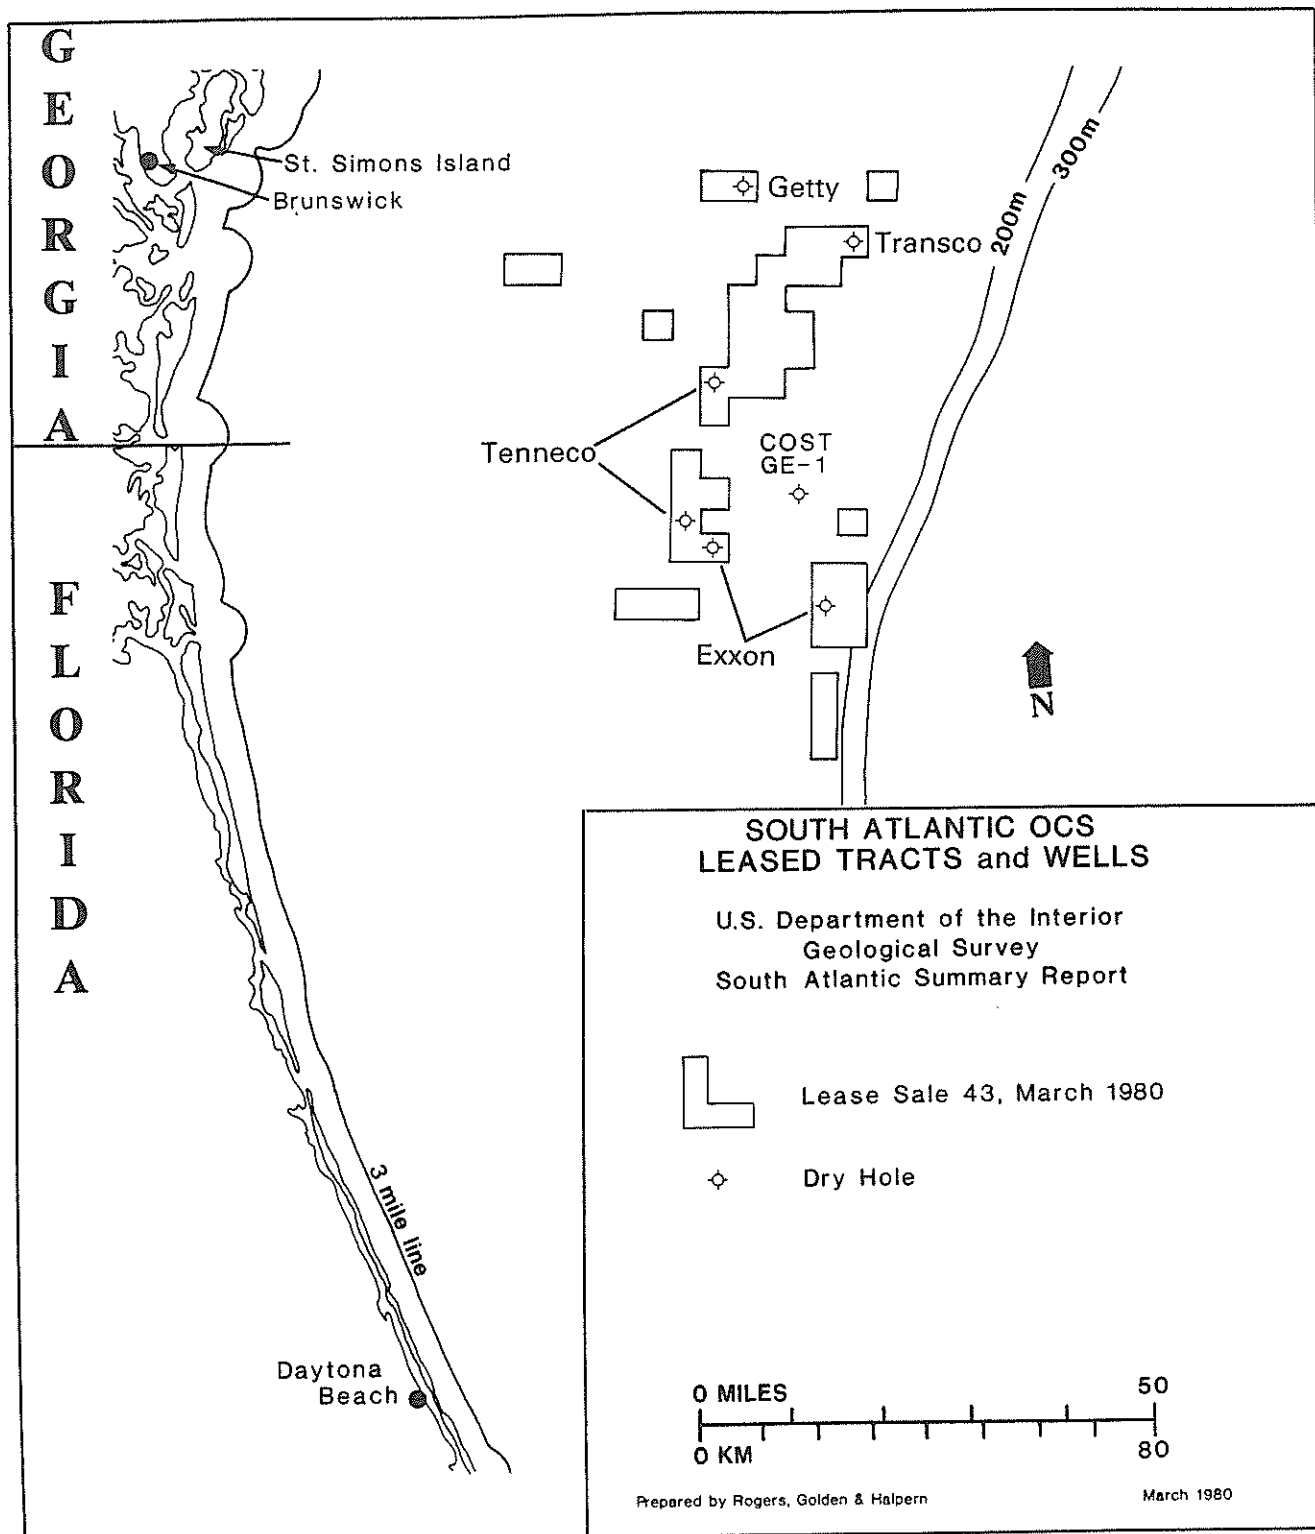 GEORGIA
FLORIDA
St. Simons Island
Brunswick
Getty
Transco
200m
300m
Tenneco
COST
GE-1
Exxon
N
3 mile line
Daytona
Beach
SOUTH ATLANTIC OCS
LEASED TRACTS and WELLS
U.S. Department of the Interior
Geological Survey
South Atlantic Summary Report
Lease Sale 43, March 1980
Dry Hole
0 MILES 50
0 KM 80
Prepared by Rogers, Golden & Halpern March 1980